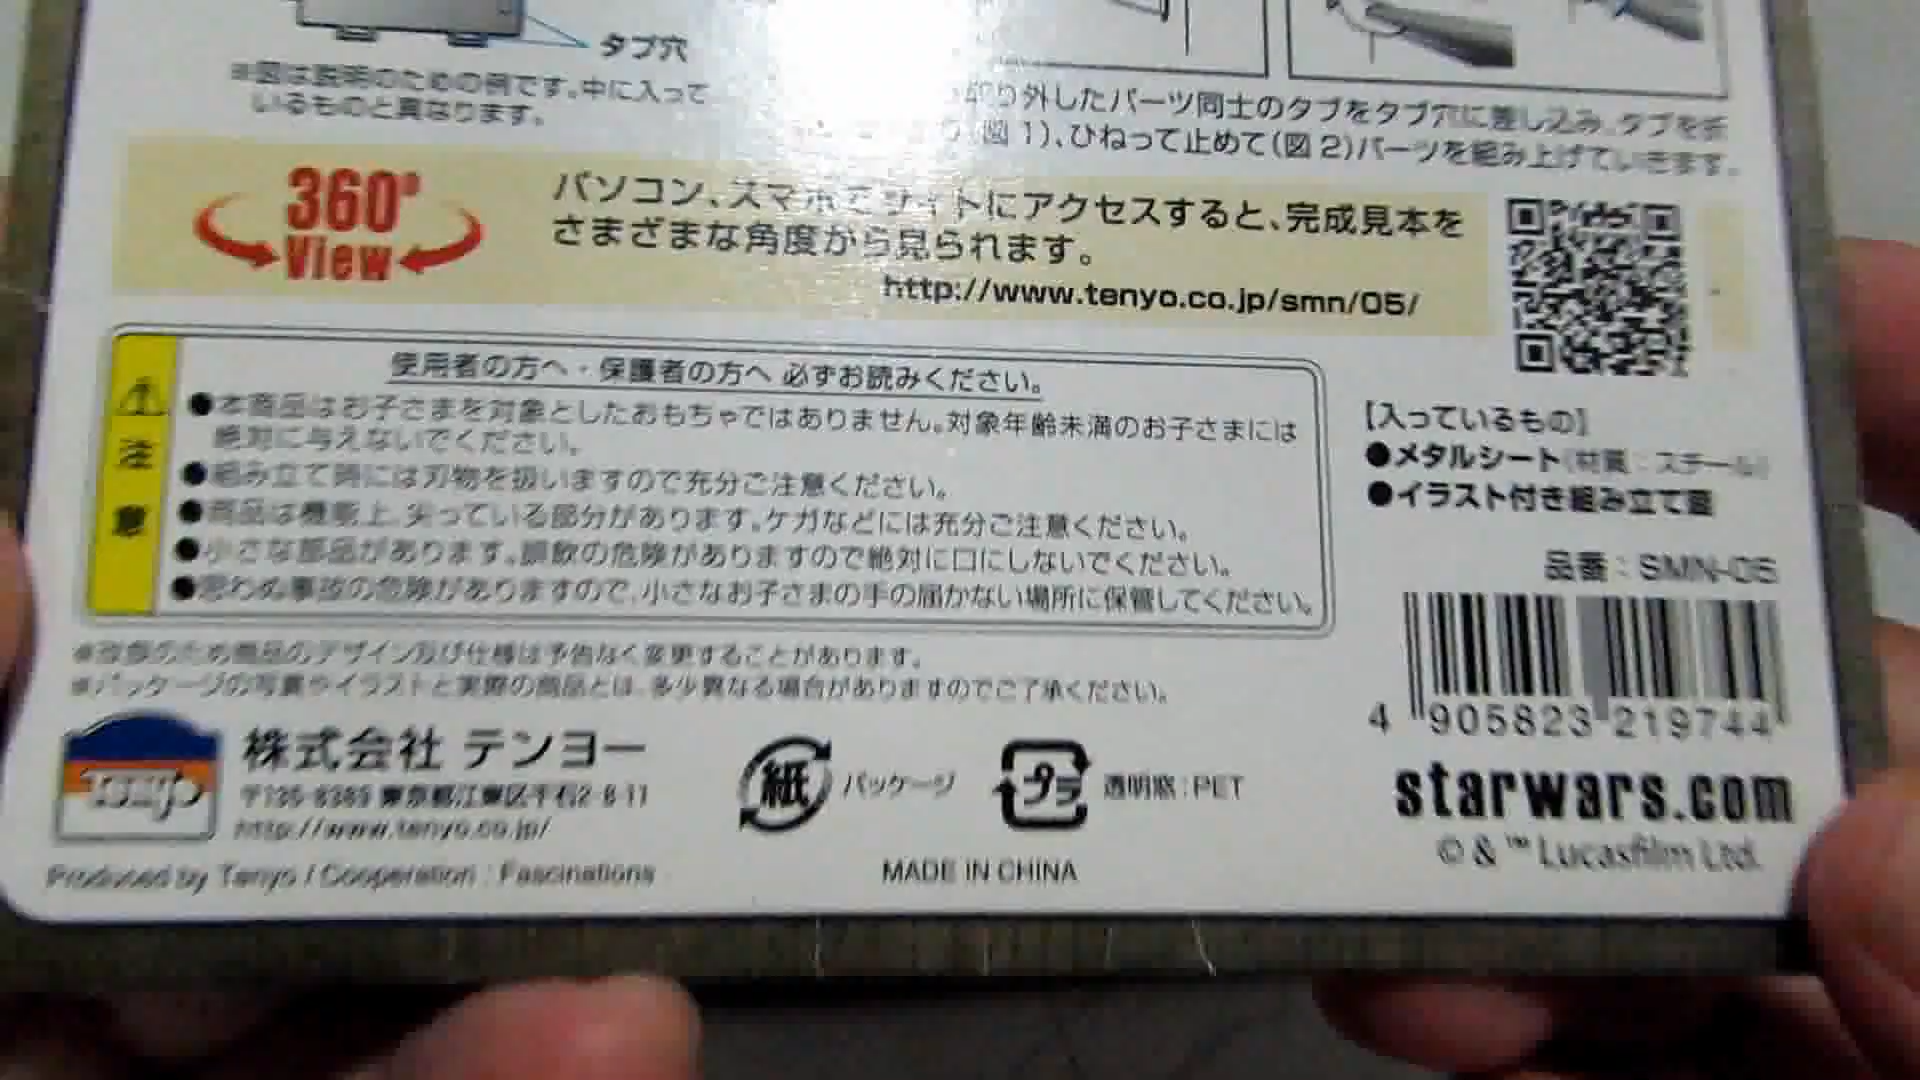 タブ穴
※図は説明のための例です。中に入って
いるものと異なります。
取り外したパーツ同士のタブをタブ穴に差し込み、タブを折
(図1)、ひねって止めて(図2)パーツを組み上げていきます。
360°
View
パソコン、スマホでサイトにアクセスすると、完成見本を
さまざまな角度から見られます。
http://www.tenyo.co.jp/smn/05/
注意
使用者の方へ・保護者の方へ 必ずお読みください。
●本商品はお子さまを対象としたおもちゃではありません。対象年齢未満のお子さまには
絶対に与えないでください。
●組み立て時には刃物を扱いますので充分ご注意ください。
●商品は機能上、尖っている部分があります。ケガなどには充分ご注意ください。
●小さな部品があります。誤飲の危険がありますので絶対に口にしないでください。
●思わぬ事故の危険がありますので、小さなお子さまの手の届かない場所に保管してください。
【入っているもの】
●メタルシート(材質:スチール)
●イラスト付き組み立て図
品番:SMN-05
4 905823 219744
※改良のため商品のデザイン及び仕様は予告なく変更することがあります。
※パッケージの写真やイラストと実際の商品とは、多少異なる場合がありますのでご了承ください。
Tenyo
株式会社 テンヨー
〒135-8365 東京都江東区千石2-8-11
http://www.tenyo.co.jp/
Produced by Tenyo / Cooperation : Fascinations
紙 パッケージ
プラ 透明窓:PET
MADE IN CHINA
starwars.com
© & ™ Lucasfilm Ltd.